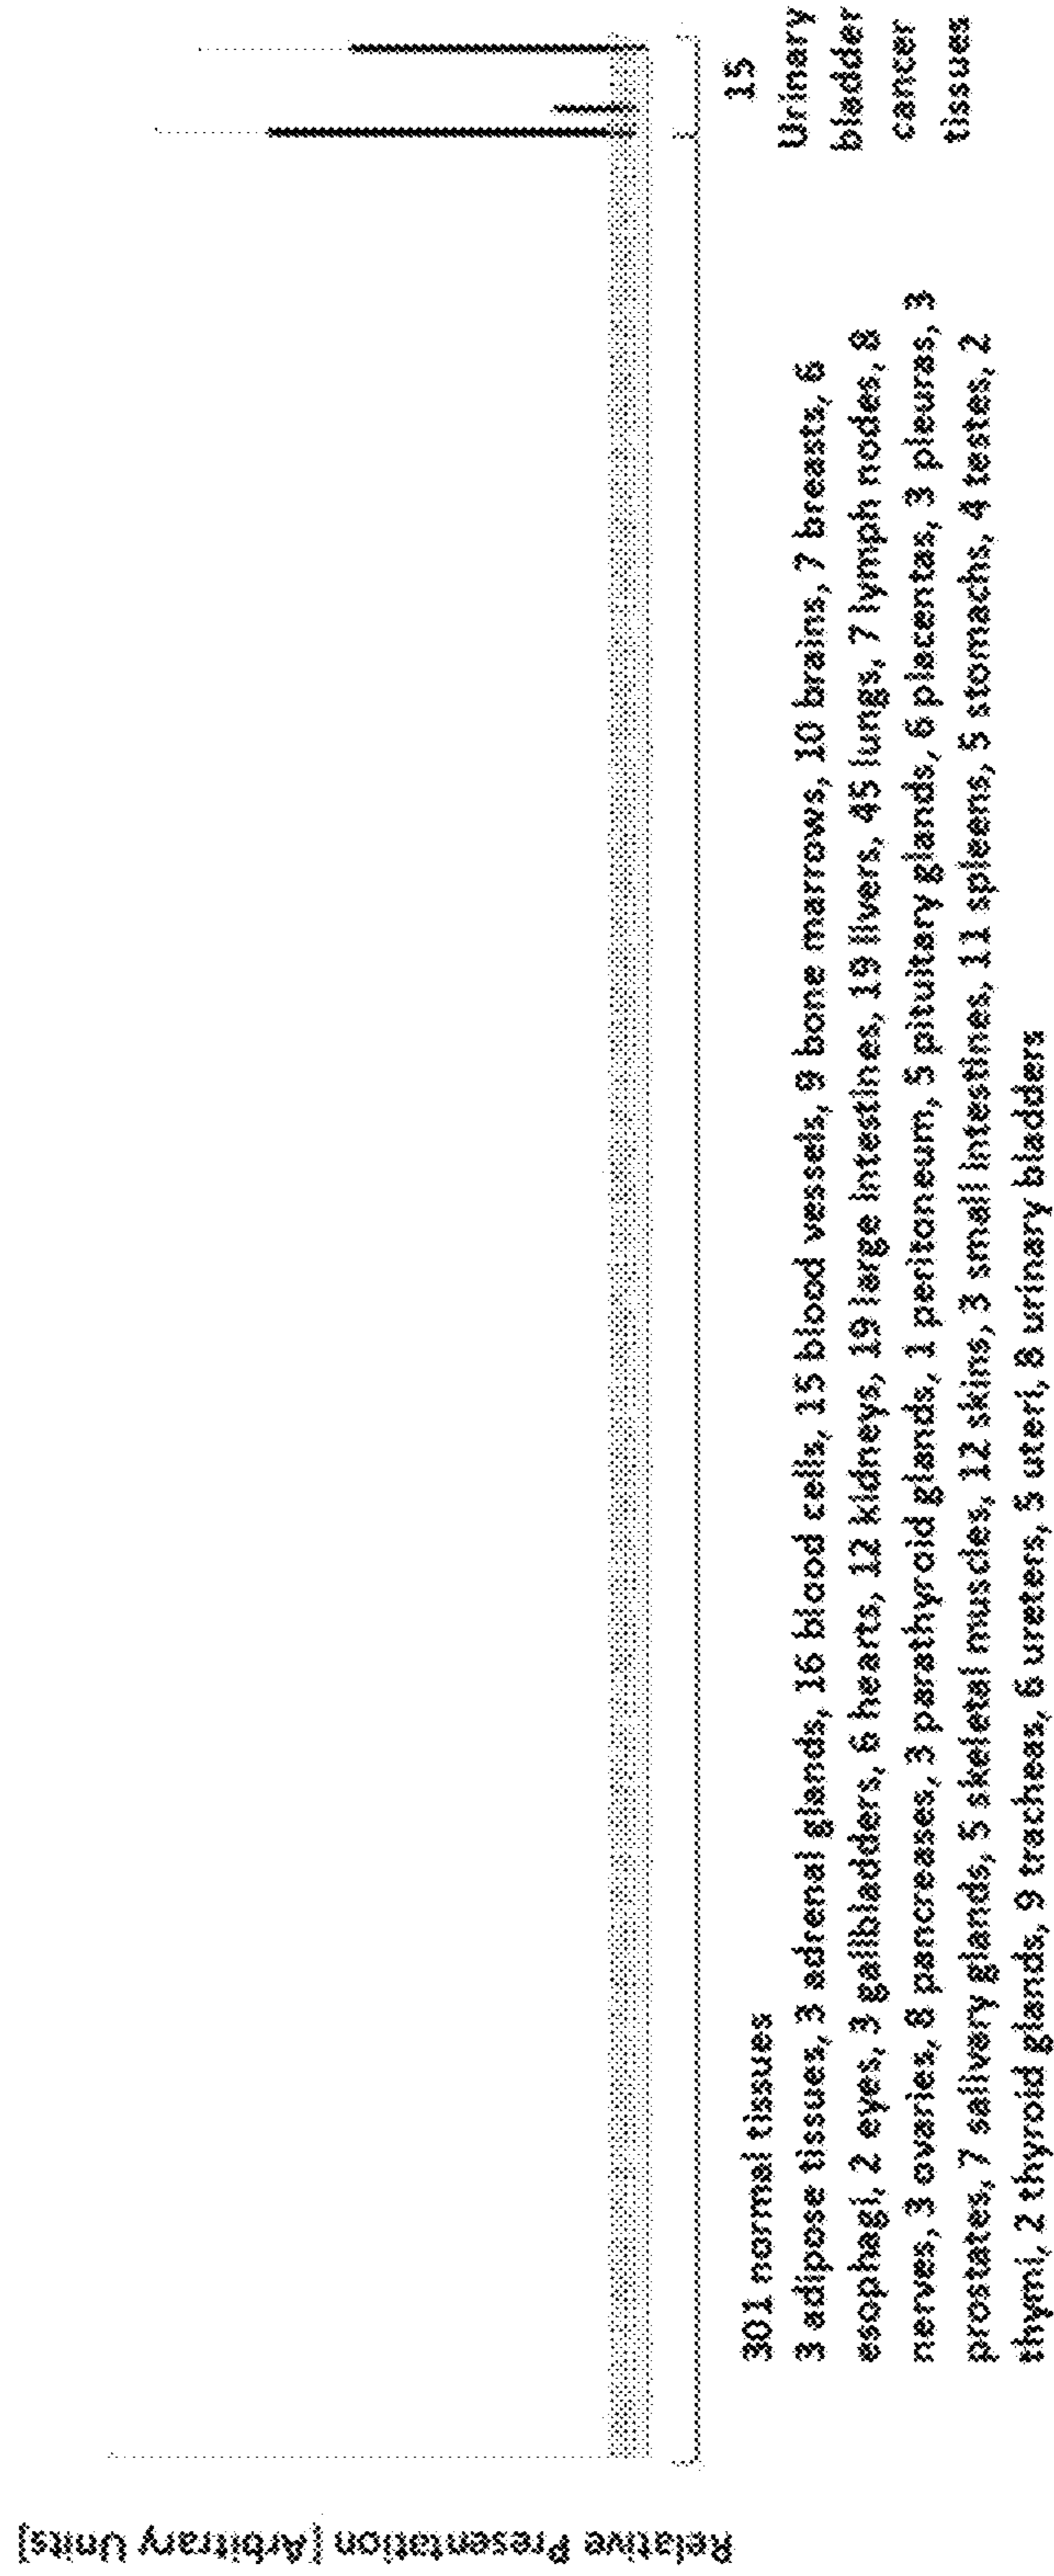 Relative Presentation [Arbitrary Units]
301 normal tissues
3 adipose tissues, 3 adrenal glands, 16 blood cells, 15 blood vessels, 9 bone marrows, 10 brains, 7 breasts, 6
esophagi, 2 eyes, 3 gallbladders, 6 hearts, 12 kidneys, 19 large intestines, 19 livers, 45 lungs, 7 lymph nodes, 8
nerves, 3 ovaries, 8 pancreases, 3 parathyroid glands, 1 peritoneum, 5 pituitary glands, 6 placentas, 3 pleuras, 3
prostates, 7 salivery glands, 5 skeletal muscles, 12 skins, 3 small intestines, 11 spleens, 5 stomachs, 4 testes, 2
thymi, 2 thyroid glands, 9 tracheas, 6 ureters, 5 uteri, 8 urinary bladders
15
Urinary
bladder
cancer
tissues